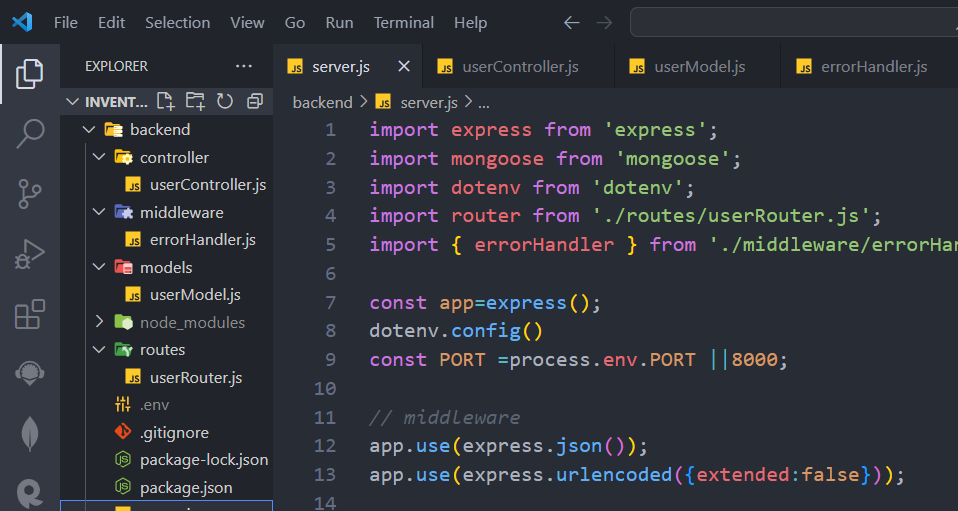 File Edit Selection View Go Run Terminal Help
EXPLORER ...
server.js userController.js userModel.js errorHandler.js
INVENT...
backend > server.js > ...
backend
controller
userController.js
middleware
errorHandler.js
models
userModel.js
node_modules
routes
userRouter.js
.env
.gitignore
package-lock.json
package.json
1 import express from 'express';
2 import mongoose from 'mongoose';
3 import dotenv from 'dotenv';
4 import router from './routes/userRouter.js';
5 import { errorHandler } from './middleware/errorHar
6
7 const app=express();
8 dotenv.config()
9 const PORT =process.env.PORT ||8000;
10
11 // middleware
12 app.use(express.json());
13 app.use(express.urlencoded({extended:false}));
14